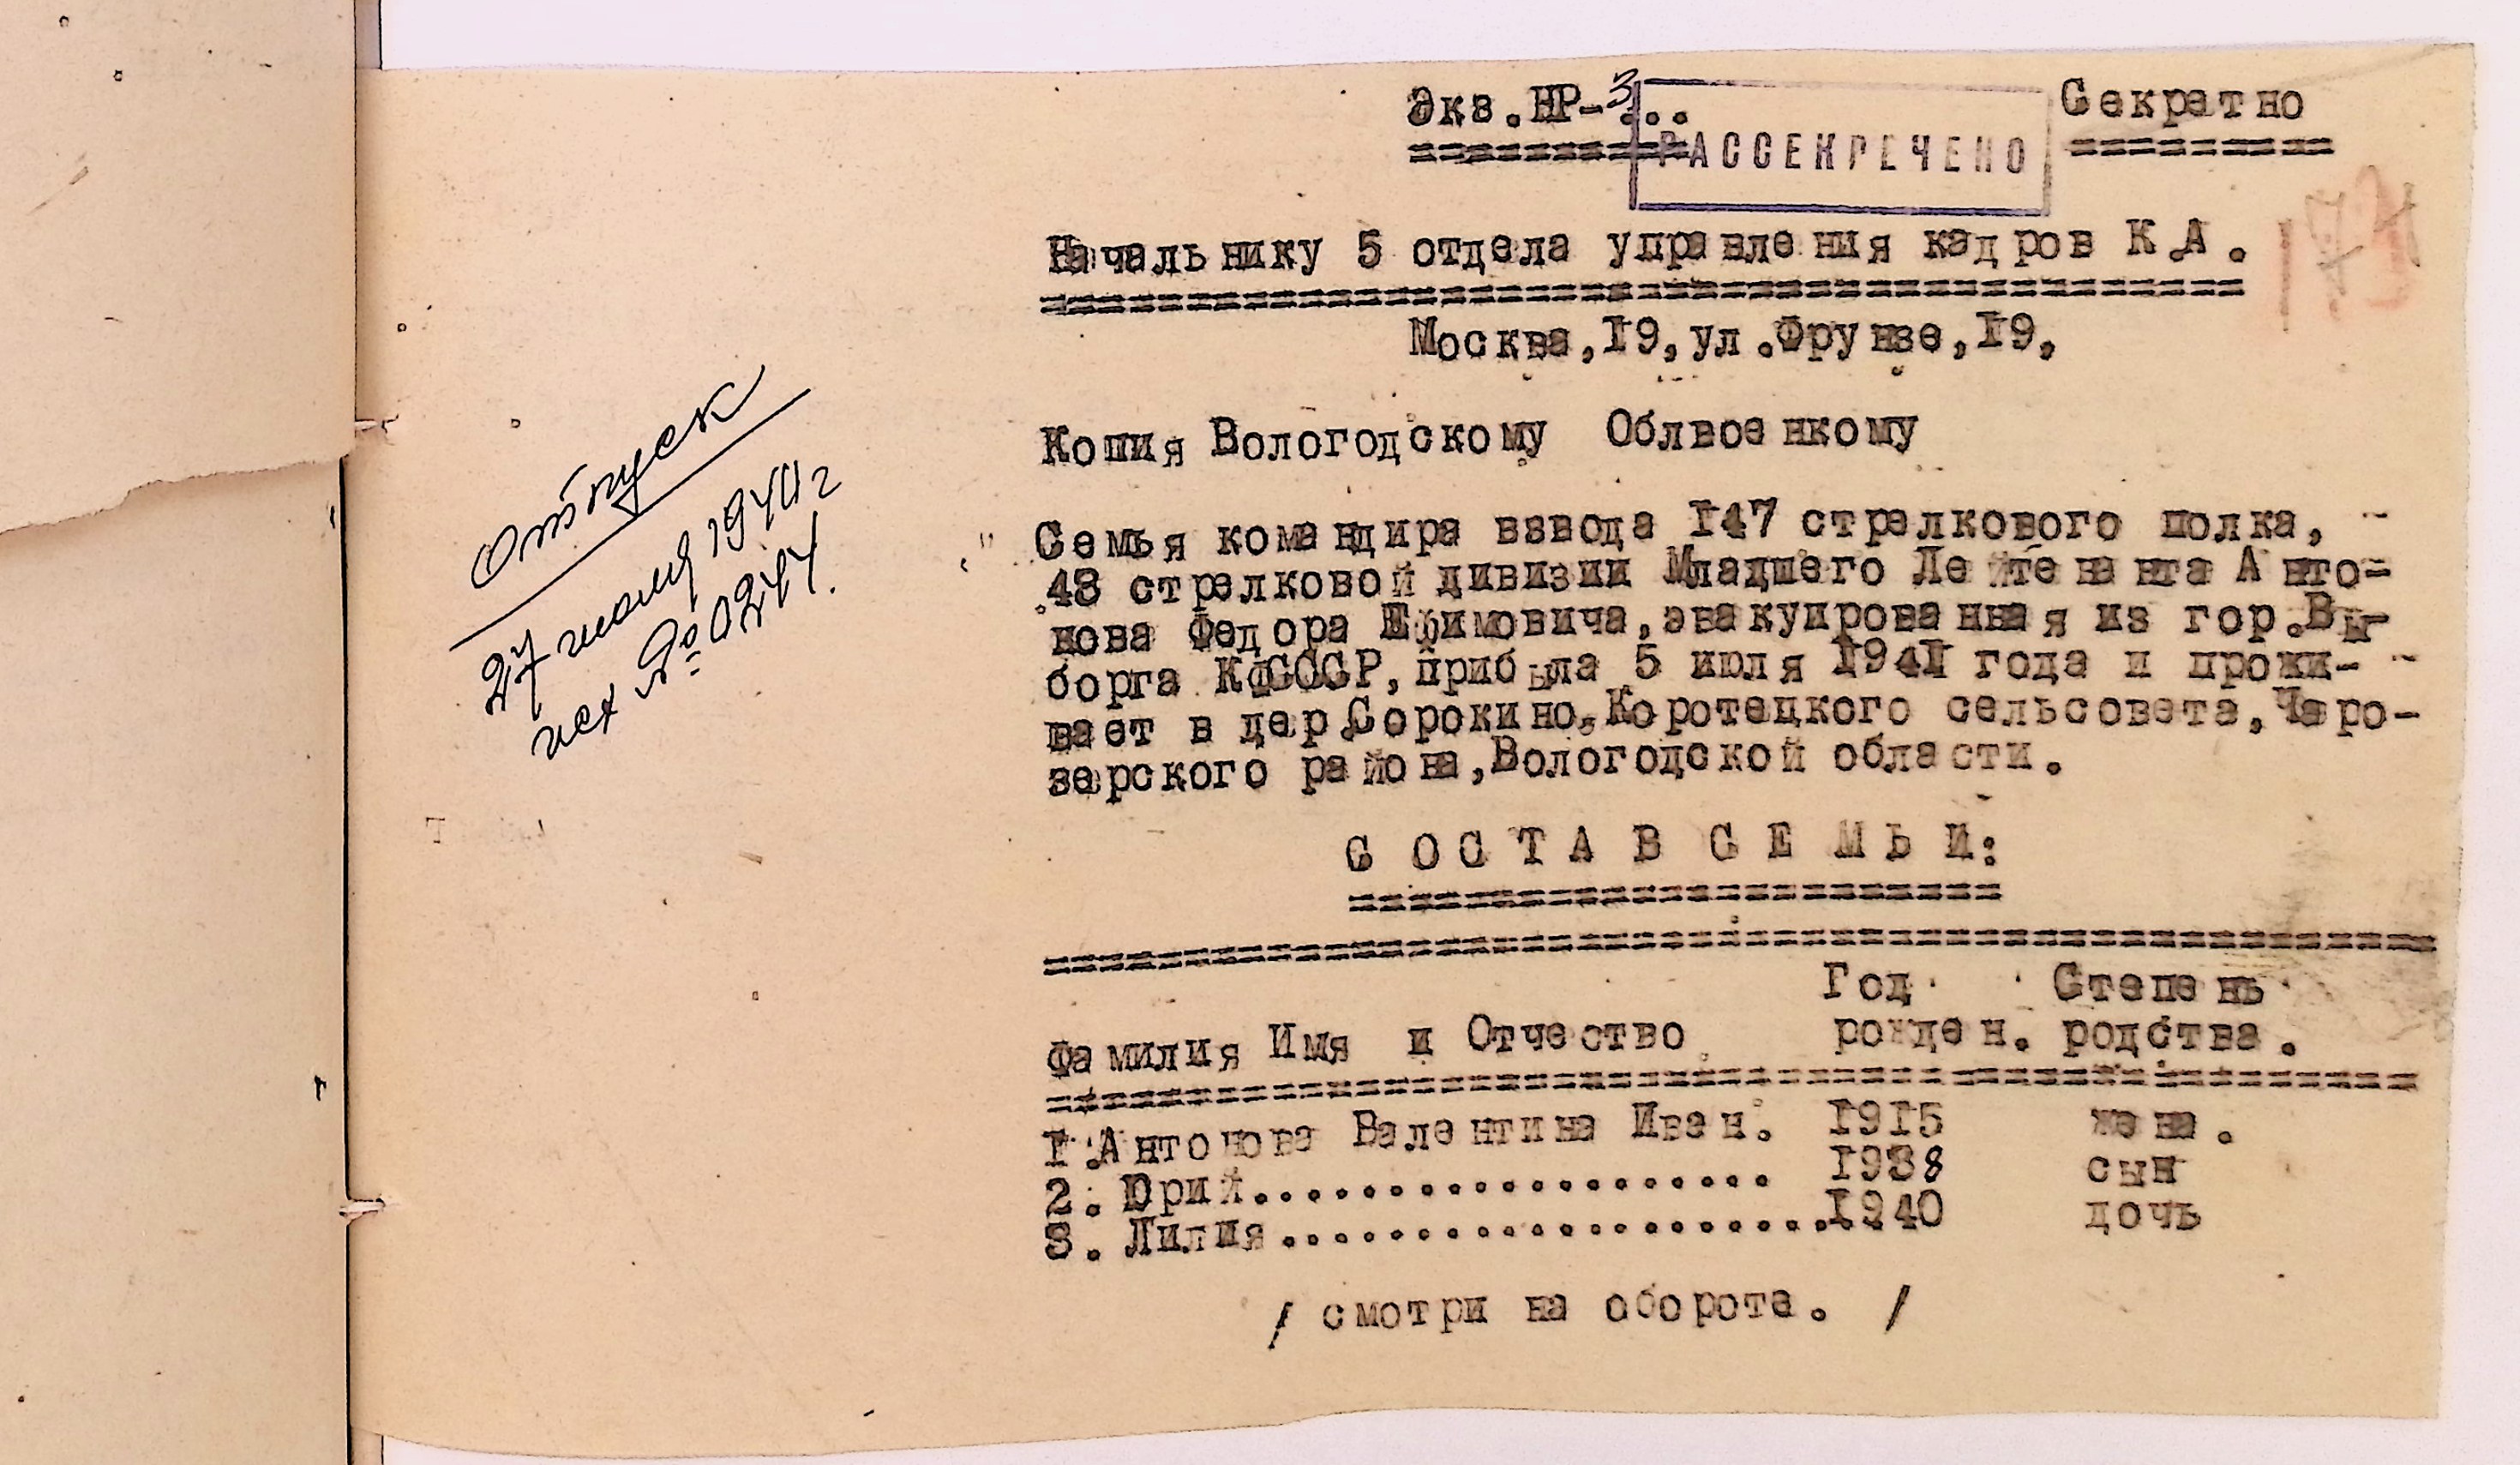 Экз.НР-3... Секретно
РАССЕКРЕЧЕНО
Начальнику 5 отдела управления кадров К.А.
Москва,19,ул.Фрунзе,19,
Копия Вологодскому Облвоенкому
Семья командира взвода 147 стрелкового полка,
43 стрелковой дивизии Младшего Лейтенанта Анто-
нова Федора Ефимовича,эвакуированная из гор.Вы-
борга КФССР,прибыла 5 июля 1941 года и прожи-
вает в дер.Сорокино,Коротецкого сельсовета,Чаро-
зерского района,Вологодской области.
СОСТАВ СЕМЬИ:
Год Степень
Фамилия Имя и Отчество рожден. родства.
1.Антонова Валентина Иван. 1915 жена.
2. Юрий................... 1938 сын
3. Лилия.....................1940 дочь
/ смотри на обороте. /
Отпуск
27 июля 1940г
исх № 0244.